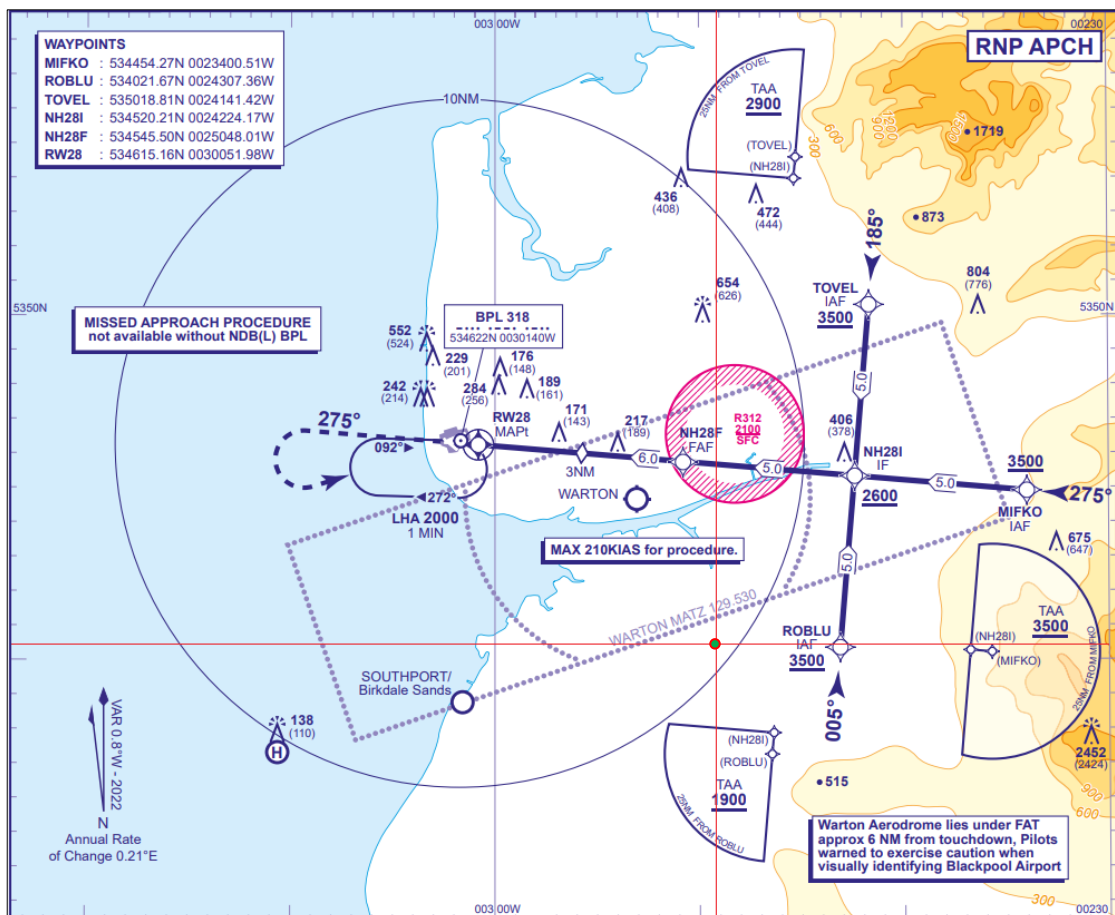 003 00W
00230
WAYPOINTS
MIFKO : 534454.27N 0023400.51W
ROBLU : 534021.67N 0024307.36W
TOVEL : 535018.81N 0024141.42W
NH28I : 534520.21N 0024224.17W
NH28F : 534545.50N 0025048.01W
RW28 : 534615.16N 0030051.98W
RNP APCH
10NM
25NM FROM TOVEL
TAA
2900
(TOVEL)
(NH28I)
300
600
900
1200
1500
1719
436
(408)
472
(444)
873
185°
654
(626)
TOVEL
IAF
3500
804
(776)
5350N
5350N
MISSED APPROACH PROCEDURE
not available without NDB(L) BPL
BPL 318
534622N 0030140W
552
(524)
229
(201)
176
(148)
242
(214)
284
(256)
189
(161)
5.0
R312
2100
SFC
275°
092°
RW28
MAPt
171
(143)
217
(189)
406
(378)
3NM
6.0
NH28F
FAF
5.0
NH28I
IF
2600
5.0
3500
275°
MIFKO
IAF
272°
LHA 2000
1 MIN
WARTON
MAX 210KIAS for procedure.
5.0
675
(647)
WARTON MATZ 129.530
ROBLU
IAF
3500
TAA
3500
(NH28I)
(MIFKO)
25NM FROM MIFKO
SOUTHPORT/
Birkdale Sands
005°
138
(110)
H
VAR 0.8°W - 2022
N
Annual Rate
of Change 0.21°E
(NH28I)
(ROBLU)
TAA
1900
25NM FROM ROBLU
515
2452
(2424)
900
600
300
Warton Aerodrome lies under FAT
approx 6 NM from touchdown, Pilots
warned to exercise caution when
visually identifying Blackpool Airport
003 00W
00230